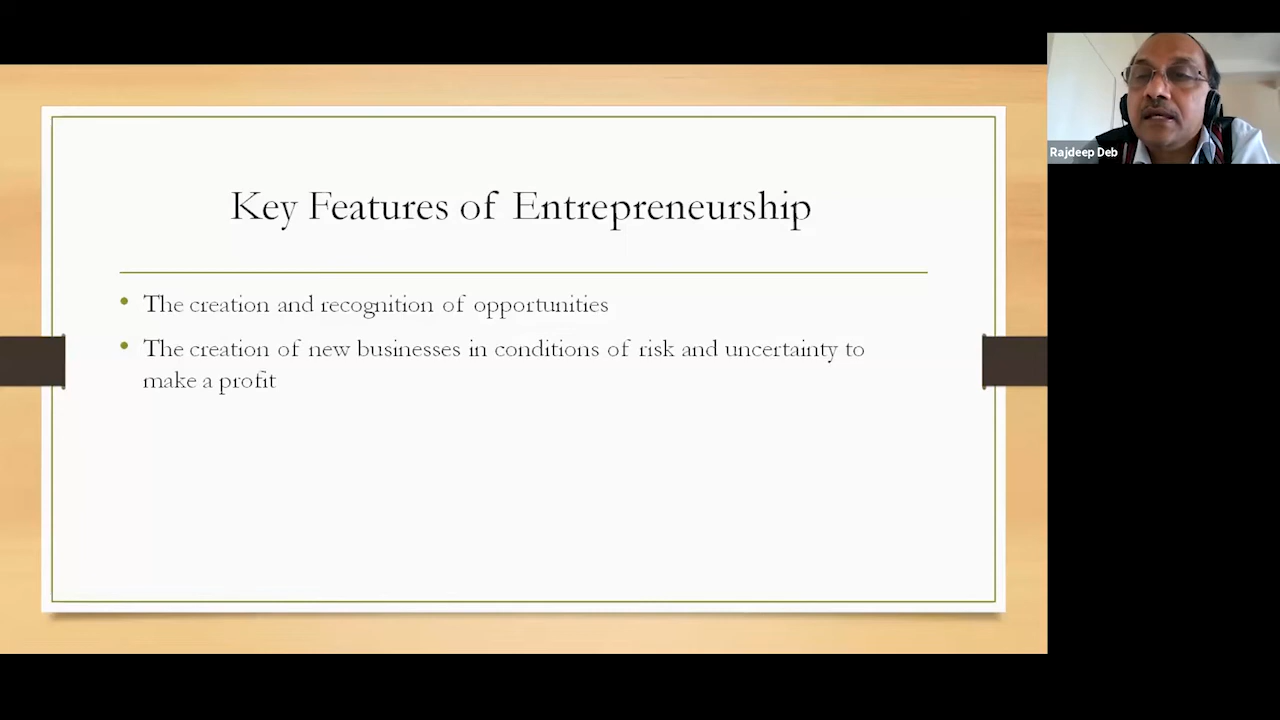 Key Features of Entrepreneurship
• The creation and recognition of opportunities
• The creation of new businesses in conditions of risk and uncertainty to
make a profit
Rajdeep Deb